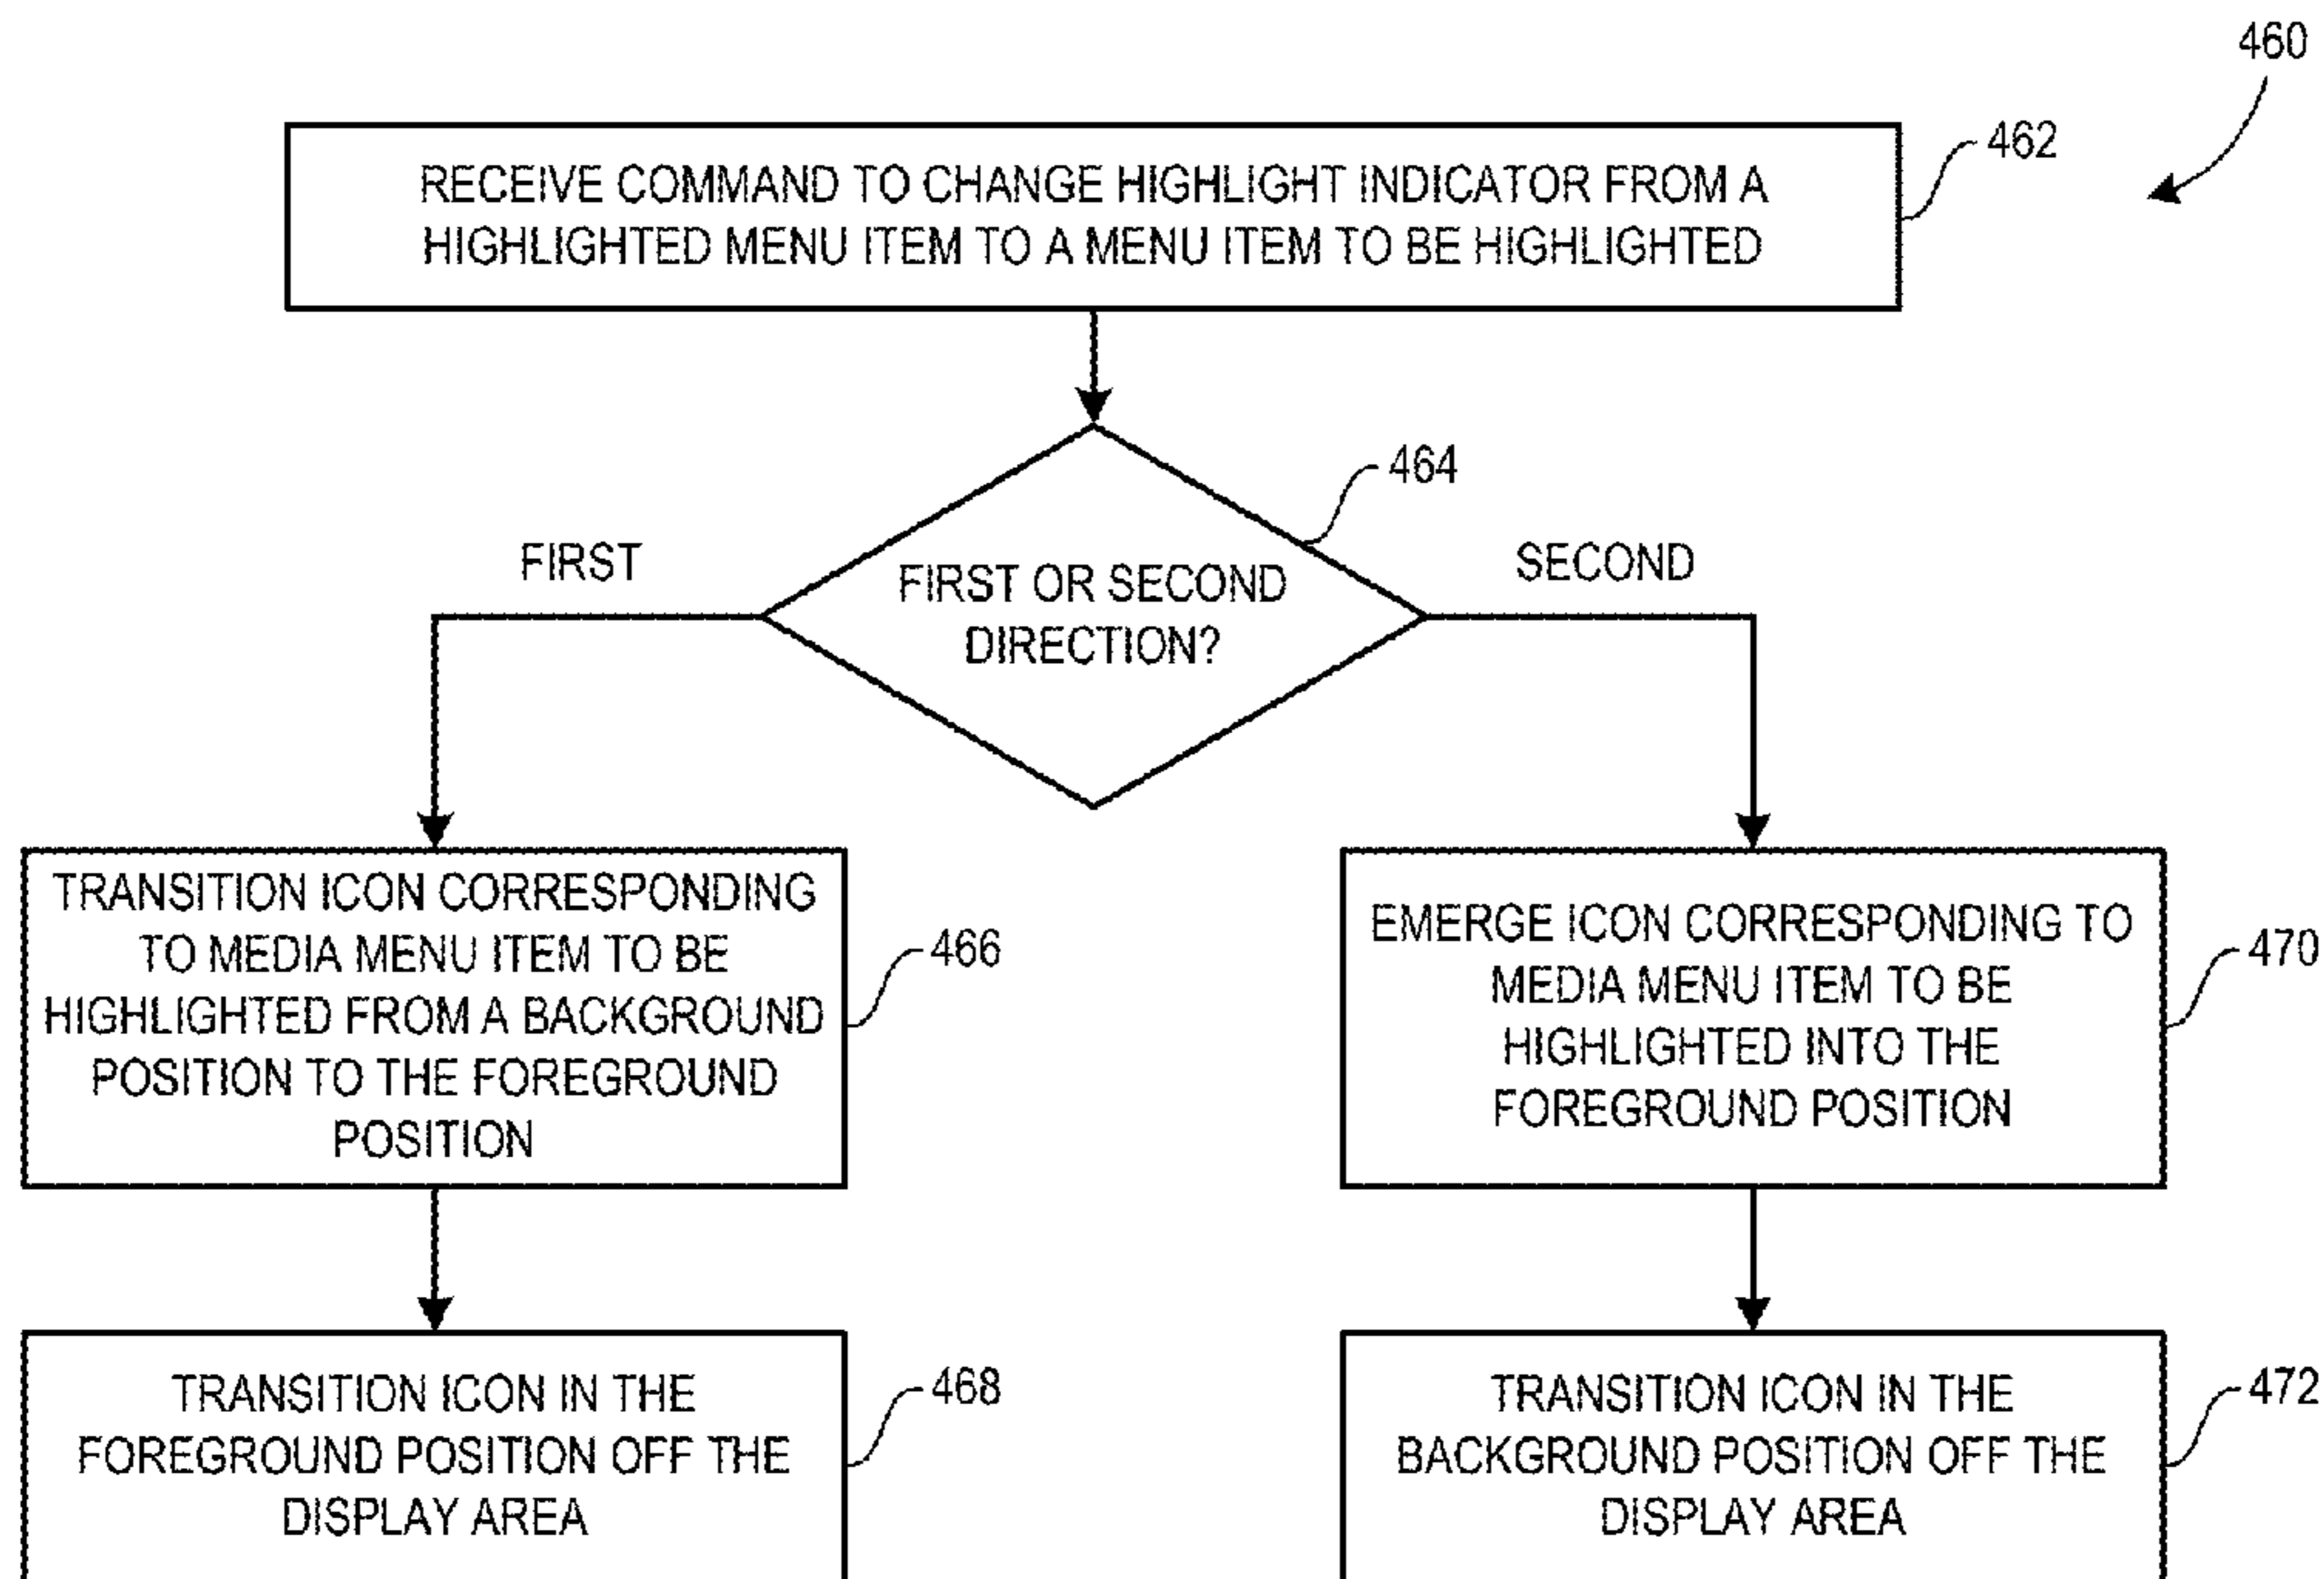 460
RECEIVE COMMAND TO CHANGE HIGHLIGHT INDICATOR FROM A
HIGHLIGHTED MENU ITEM TO A MENU ITEM TO BE HIGHLIGHTED
462
464
FIRST
FIRST OR SECOND
DIRECTION?
SECOND
TRANSITION ICON CORRESPONDING
TO MEDIA MENU ITEM TO BE
HIGHLIGHTED FROM A BACKGROUND
POSITION TO THE FOREGROUND
POSITION
466
EMERGE ICON CORRESPONDING TO
MEDIA MENU ITEM TO BE
HIGHLIGHTED INTO THE
FOREGROUND POSITION
470
TRANSITION ICON IN THE
FOREGROUND POSITION OFF THE
DISPLAY AREA
468
TRANSITION ICON IN THE
BACKGROUND POSITION OFF THE
DISPLAY AREA
472